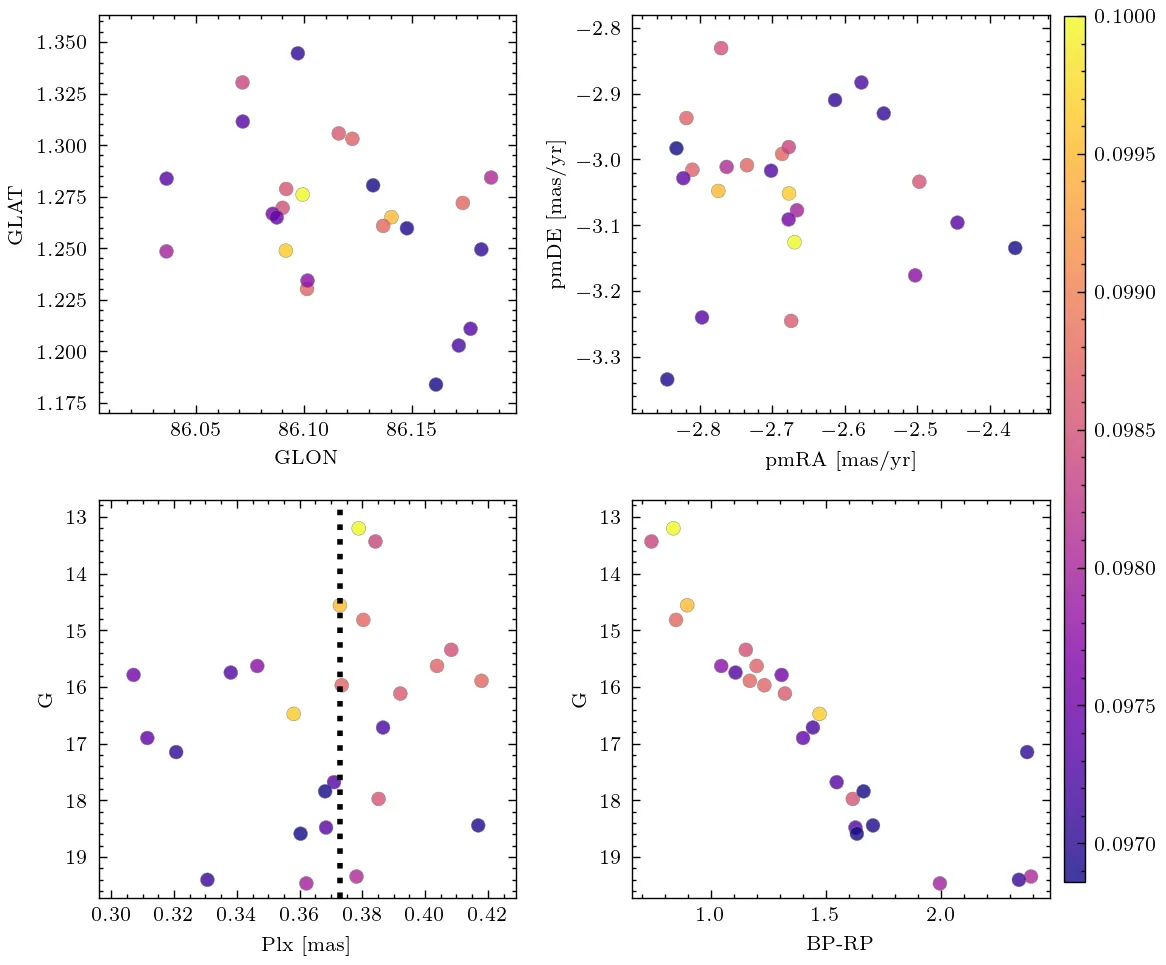 1.350
1.325
1.300
1.275
1.250
1.225
1.200
1.175
GLAT
86.05 86.10 86.15
GLON
−2.8
−2.9
−3.0
−3.1
−3.2
−3.3
pmDE [mas/yr]
−2.8 −2.7 −2.6 −2.5 −2.4
pmRA [mas/yr]
13
14
15
16
17
18
19
G
0.30 0.32 0.34 0.36 0.38 0.40 0.42
Plx [mas]
13
14
15
16
17
18
19
G
1.0 1.5 2.0
BP-RP
0.1000
0.0995
0.0990
0.0985
0.0980
0.0975
0.0970